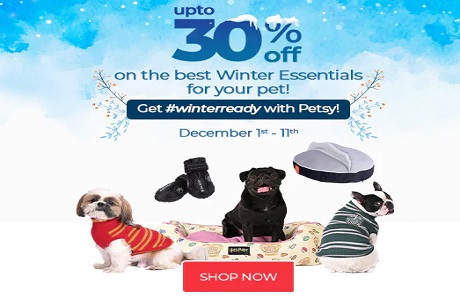 upto
30% off
on the best Winter Essentials
for your pet!
Get #winterready with Petsy!
December 1st - 11th
SHOP NOW